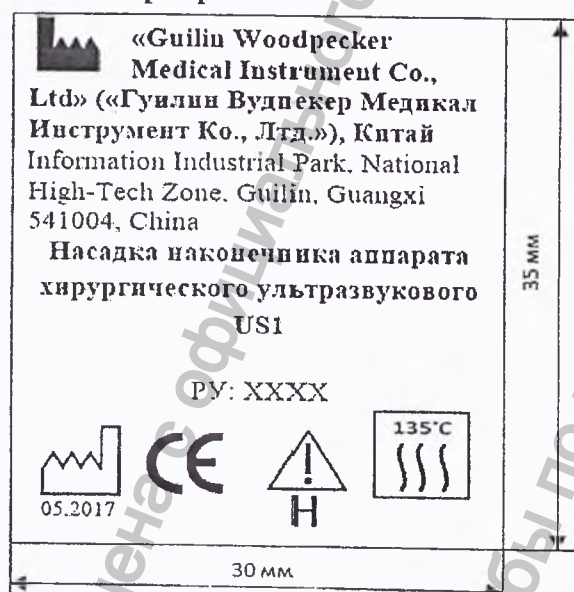 «Guilin Woodpecker
Medical Instrument Co.,
Ltd» («Гуилин Вудпекер Медикал
Инструмент Ко., Лтд.»), Китай
Information Industrial Park, National
High-Tech Zone. Guilin, Guangxi
541004, China
Насадка наконечника аппарата
хирургического ультразвукового
US1
РУ: XXXX
05.2017
CE
H
135°C
35 мм
30 мм